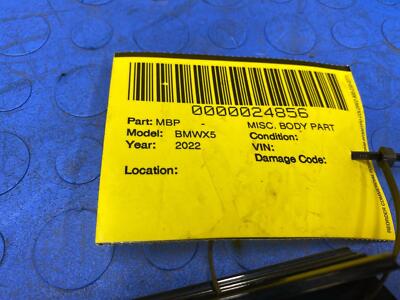 0000024856
Part: MBP - MISC. BODY PART
Model: BMWX5 Condition:
Year: 2022 VIN:
Damage Code:
Location: